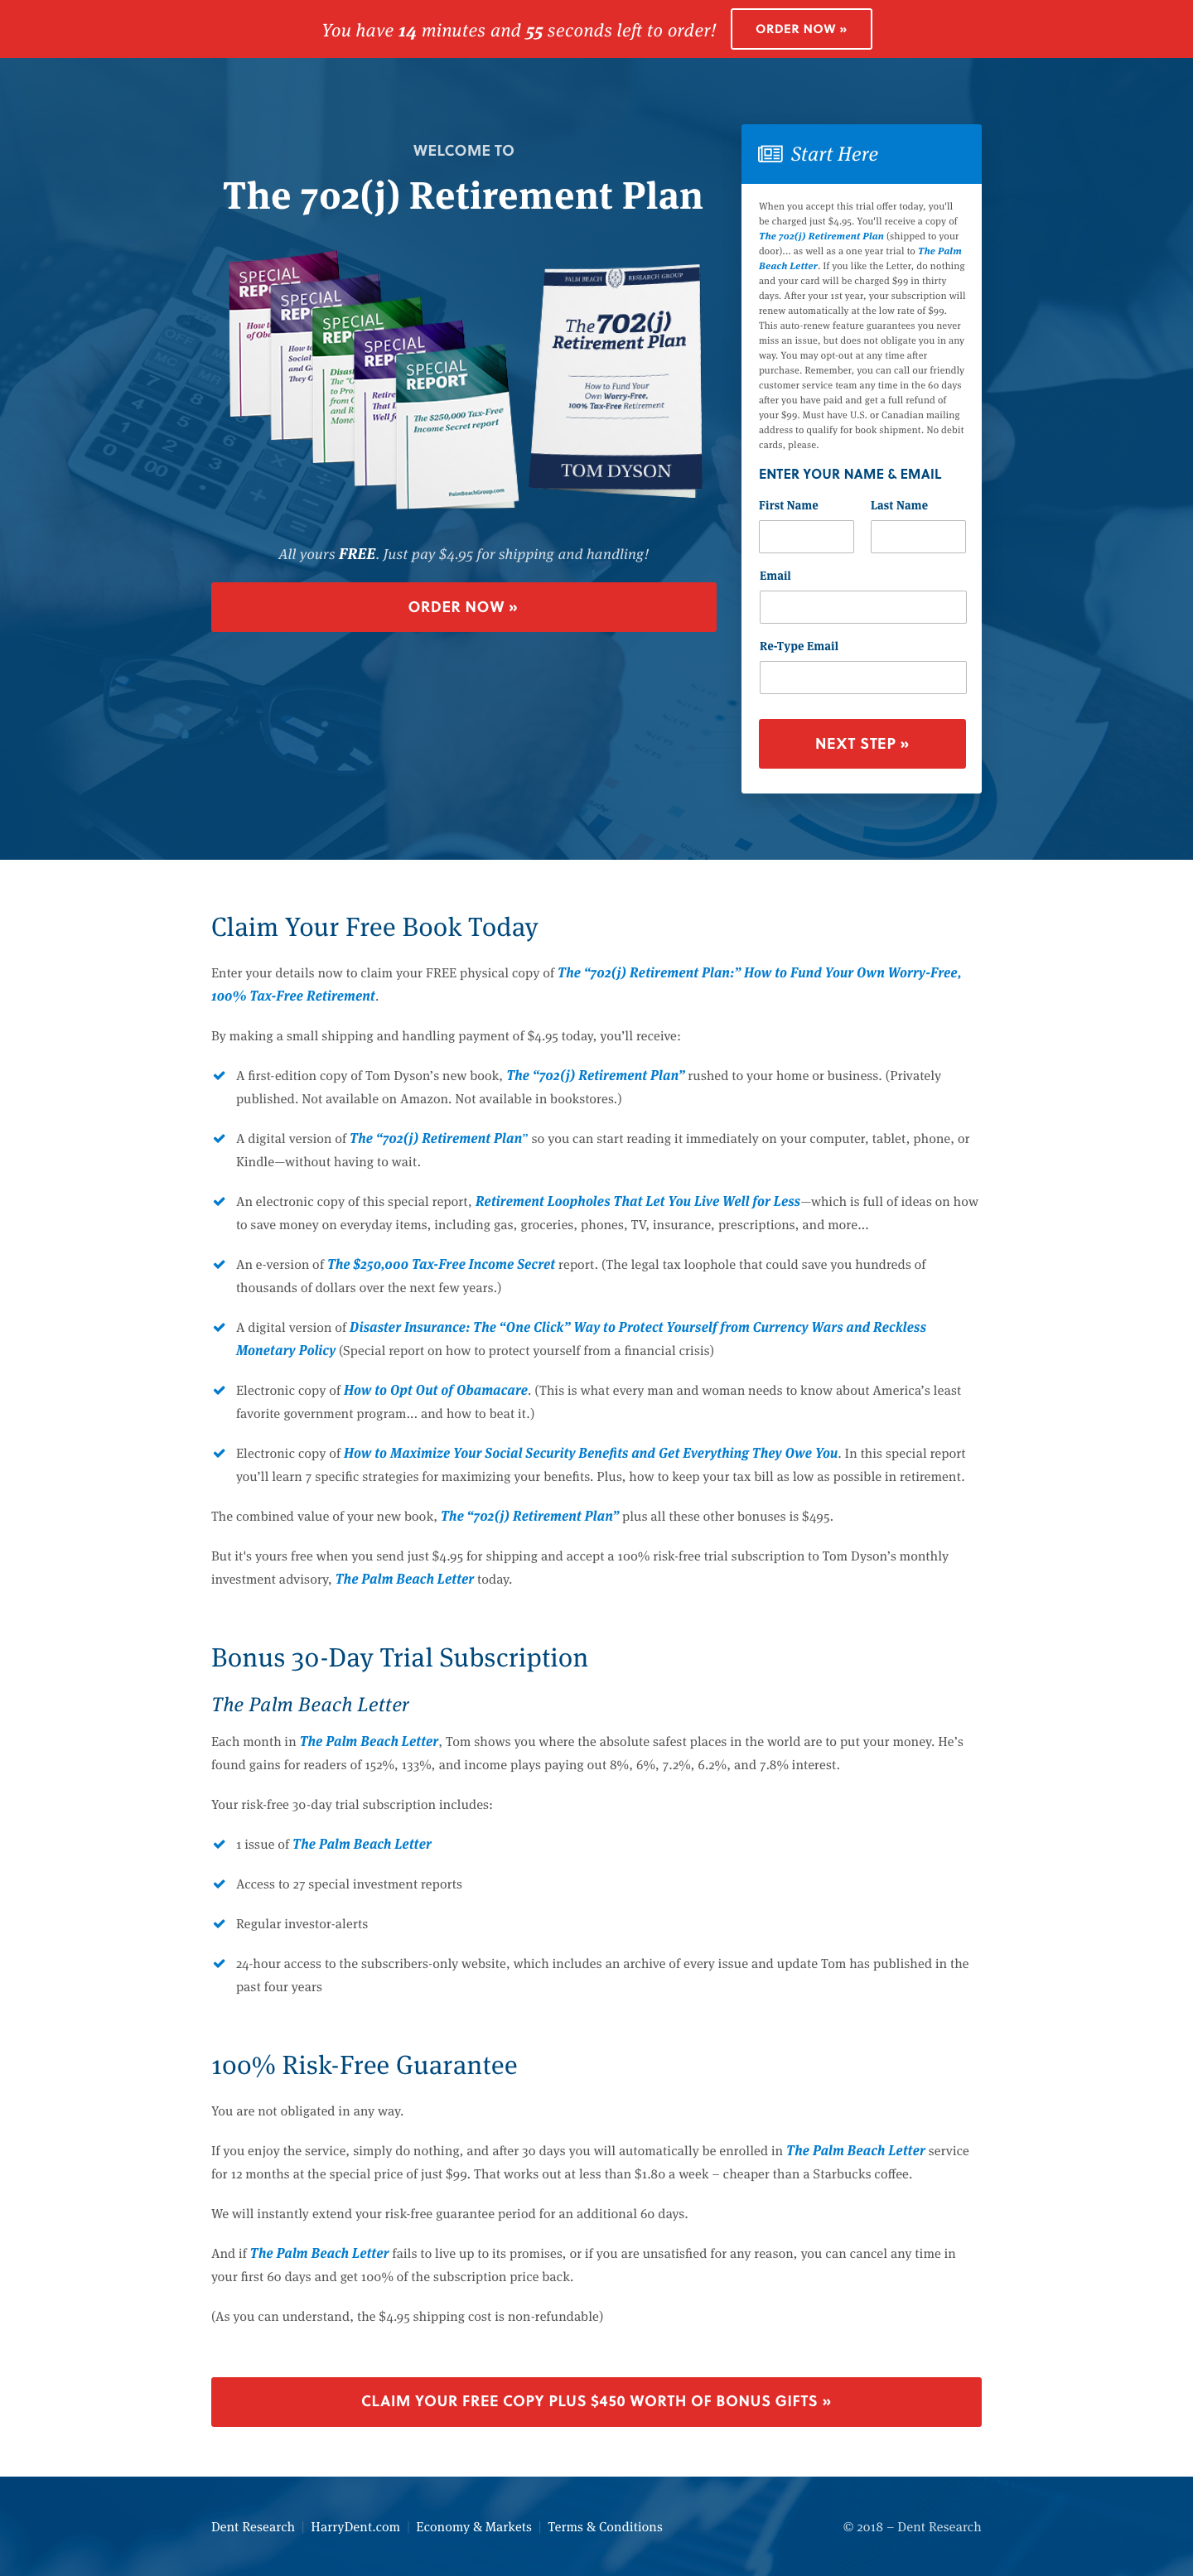 You have 14 minutes and 55 seconds left to order!
ORDER NOW »
WELCOME TO
The 702(j) Retirement Plan
SPECIAL
REPORT
How t
of Oba
SPECIAL
REPORT
How to
Social
and G
They O
SPECIAL
REPORT
Disast
The "O
to Pro
from C
and R
Mone
SPECIAL
REPORT
Retire
That L
Well fo
SPECIAL
REPORT
The $250,000 Tax-Free
Income Secret report
PalmBeachGroup.com
PALM BEACH RESEARCH GROUP
The 702(j)
Retirement Plan
How to Fund Your
Own Worry-Free,
100% Tax-Free Retirement
TOM DYSON
All yours FREE. Just pay $4.95 for shipping and handling!
ORDER NOW »
Start Here
When you accept this trial offer today, you'll
be charged just $4.95. You'll receive a copy of
The 702(j) Retirement Plan (shipped to your
door)... as well as a one year trial to The Palm
Beach Letter. If you like the Letter, do nothing
and your card will be charged $99 in thirty
days. After your 1st year, your subscription will
renew automatically at the low rate of $99.
This auto-renew feature guarantees you never
miss an issue, but does not obligate you in any
way. You may opt-out at any time after
purchase. Remember, you can call our friendly
customer service team any time in the 60 days
after you have paid and get a full refund of
your $99. Must have U.S. or Canadian mailing
address to qualify for book shipment. No debit
cards, please.
ENTER YOUR NAME & EMAIL
First Name Last Name
Email
Re-Type Email
NEXT STEP »
Claim Your Free Book Today
Enter your details now to claim your FREE physical copy of The “702(j) Retirement Plan:” How to Fund Your Own Worry-Free,
100% Tax-Free Retirement.
By making a small shipping and handling payment of $4.95 today, you’ll receive:
A first-edition copy of Tom Dyson’s new book, The “702(j) Retirement Plan” rushed to your home or business. (Privately
published. Not available on Amazon. Not available in bookstores.)
A digital version of The “702(j) Retirement Plan” so you can start reading it immediately on your computer, tablet, phone, or
Kindle—without having to wait.
An electronic copy of this special report, Retirement Loopholes That Let You Live Well for Less—which is full of ideas on how
to save money on everyday items, including gas, groceries, phones, TV, insurance, prescriptions, and more…
An e-version of The $250,000 Tax-Free Income Secret report. (The legal tax loophole that could save you hundreds of
thousands of dollars over the next few years.)
A digital version of Disaster Insurance: The “One Click” Way to Protect Yourself from Currency Wars and Reckless
Monetary Policy (Special report on how to protect yourself from a financial crisis)
Electronic copy of How to Opt Out of Obamacare. (This is what every man and woman needs to know about America’s least
favorite government program… and how to beat it.)
Electronic copy of How to Maximize Your Social Security Benefits and Get Everything They Owe You. In this special report
you’ll learn 7 specific strategies for maximizing your benefits. Plus, how to keep your tax bill as low as possible in retirement.
The combined value of your new book, The “702(j) Retirement Plan” plus all these other bonuses is $495.
But it's yours free when you send just $4.95 for shipping and accept a 100% risk-free trial subscription to Tom Dyson’s monthly
investment advisory, The Palm Beach Letter today.
Bonus 30-Day Trial Subscription
The Palm Beach Letter
Each month in The Palm Beach Letter, Tom shows you where the absolute safest places in the world are to put your money. He’s
found gains for readers of 152%, 133%, and income plays paying out 8%, 6%, 7.2%, 6.2%, and 7.8% interest.
Your risk-free 30-day trial subscription includes:
1 issue of The Palm Beach Letter
Access to 27 special investment reports
Regular investor-alerts
24-hour access to the subscribers-only website, which includes an archive of every issue and update Tom has published in the
past four years
100% Risk-Free Guarantee
You are not obligated in any way.
If you enjoy the service, simply do nothing, and after 30 days you will automatically be enrolled in The Palm Beach Letter service
for 12 months at the special price of just $99. That works out at less than $1.80 a week – cheaper than a Starbucks coffee.
We will instantly extend your risk-free guarantee period for an additional 60 days.
And if The Palm Beach Letter fails to live up to its promises, or if you are unsatisfied for any reason, you can cancel any time in
your first 60 days and get 100% of the subscription price back.
(As you can understand, the $4.95 shipping cost is non-refundable)
CLAIM YOUR FREE COPY PLUS $450 WORTH OF BONUS GIFTS »
Dent Research | HarryDent.com | Economy & Markets | Terms & Conditions
© 2018 – Dent Research